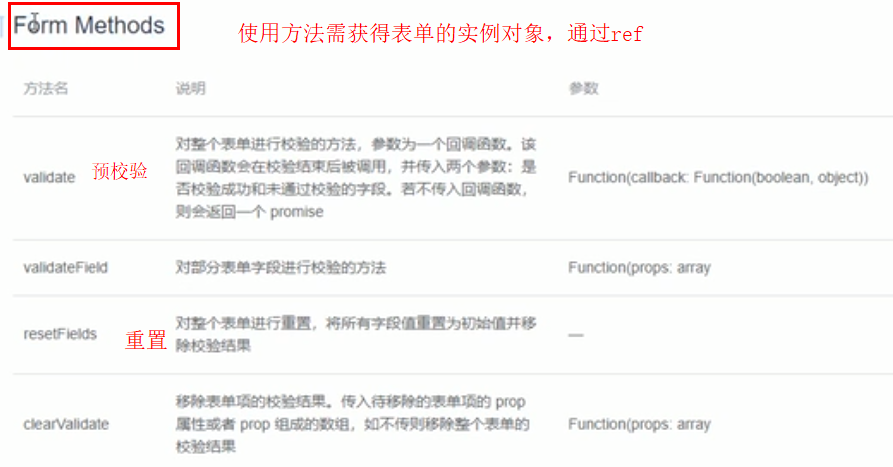 Form Methods
使用方法需获得表单的实例对象，通过ref
方法名 说明 参数
对整个表单进行校验的方法，参数为一个回调函数。该
回调函数会在校验结束后被调用，并传入两个参数：是
否校验成功和未通过校验的字段。若不传入回调函数，
则会返回一个 promise
validate 预校验
Function(callback: Function(boolean, object))
validateField 对部分表单字段进行校验的方法 Function(props: array
resetFields 重置
对整个表单进行重置，将所有字段值重置为初始值并移
除校验结果
—
clearValidate
移除表单项的校验结果。传入待移除的表单项的 prop
属性或者 prop 组成的数组，如不传则移除整个表单的
校验结果
Function(props: array